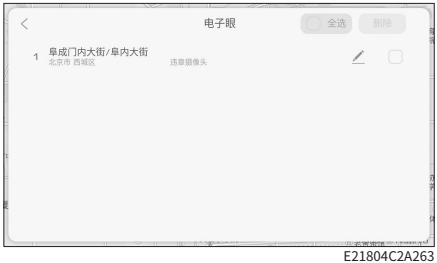 电子眼 全选 删除
1 阜成门内大街/阜内大街
北京市 西城区 违章摄像头
E21804C2A263